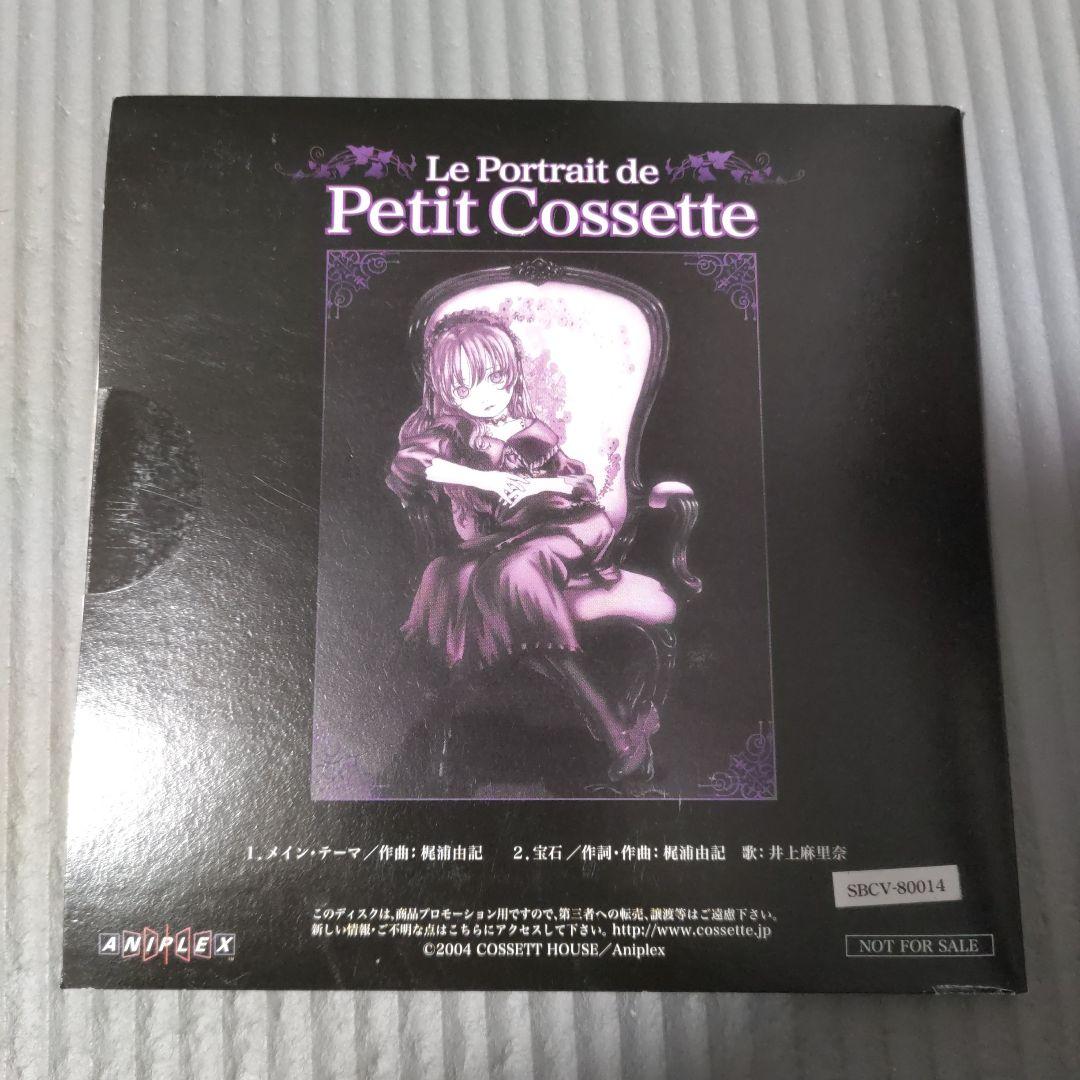 Le Portrait de
Petit Cossette
1. メイン・テーマ／作曲：梶浦由記　2. 宝石／作詞・作曲：梶浦由記　歌：井上麻里奈
SBCV-80014
このディスクは、商品プロモーション用ですので、第三者への転売、譲渡等はご遠慮下さい。
新しい情報・ご不明な点はこちらにアクセスして下さい。http://www.cossette.jp
©2004 COSSETT HOUSE／Aniplex
ANIPLEX™
NOT FOR SALE